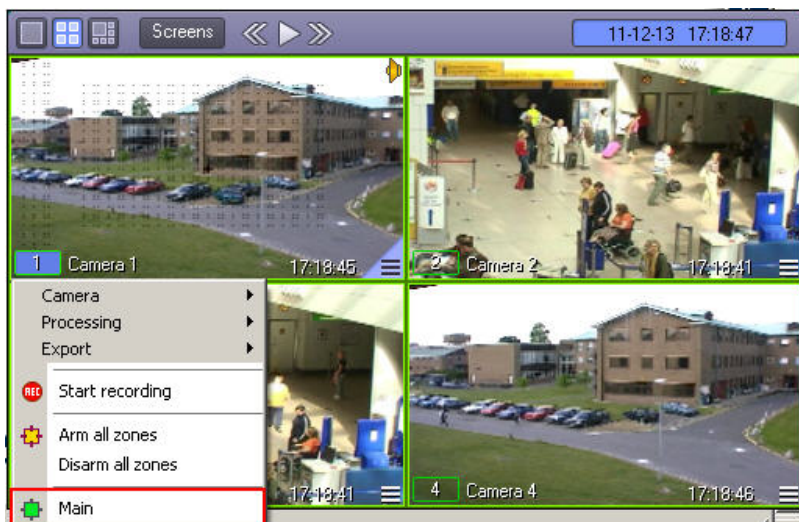 Screens
11-12-13 17:18:47
1 Camera 1 17:18:45
2 Camera 2 17:18:41
Camera
Processing
Export
REC Start recording
Arm all zones
Disarm all zones
Main
17:18:41
4 Camera 4 17:18:46